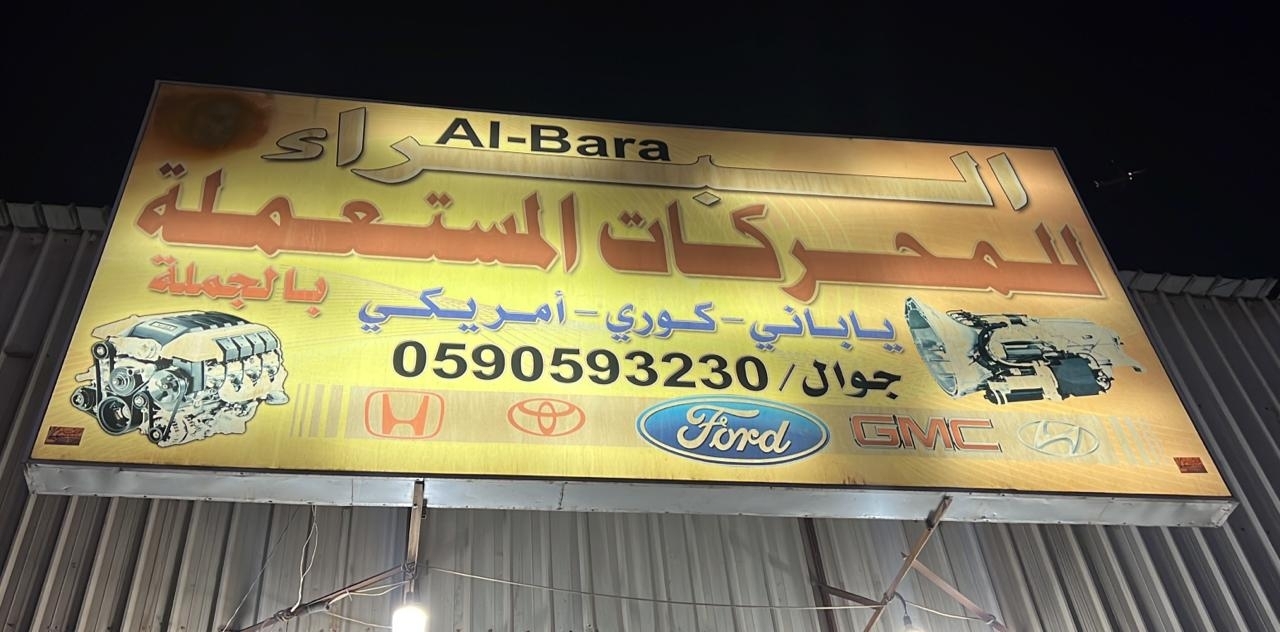 Al-Bara
البراء
للمحركات المستعملة
بالجملة
ياباني - كوري - أمريكي
جوال / 0590593230
Ford GMC